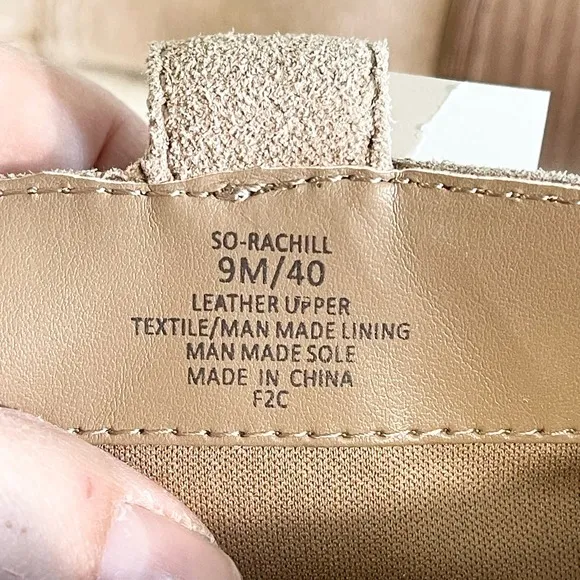 SO-RACHILL
9M/40
LEATHER UPPER
TEXTILE/MAN MADE LINING
MAN MADE SOLE
MADE IN CHINA
F2C